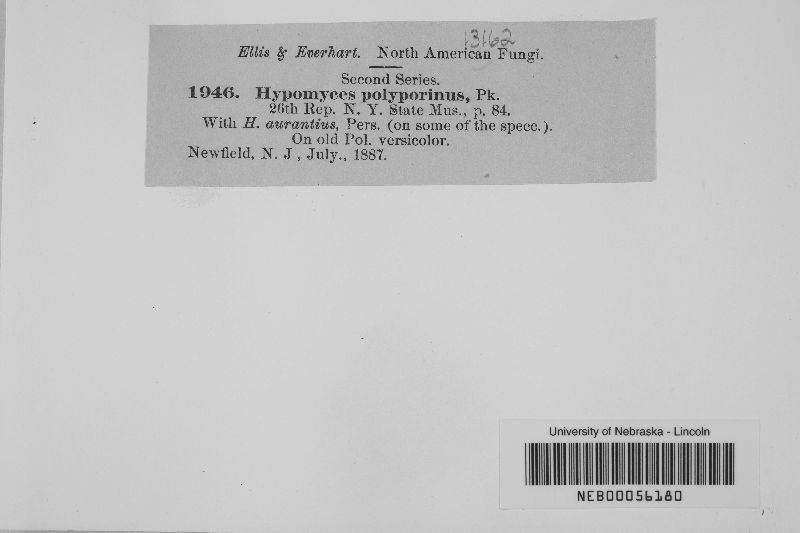 13162
Ellis & Everhart. North American Fungi.
Second Series.
1946. Hypomyces polyporinus, Pk.
26th Rep. N. Y. State Mus., p. 84.
With H. aurantius, Pers. (on some of the specc.).
On old Pol. versicolor.
Newfield, N. J., July., 1887.
University of Nebraska - Lincoln
NEB00056180